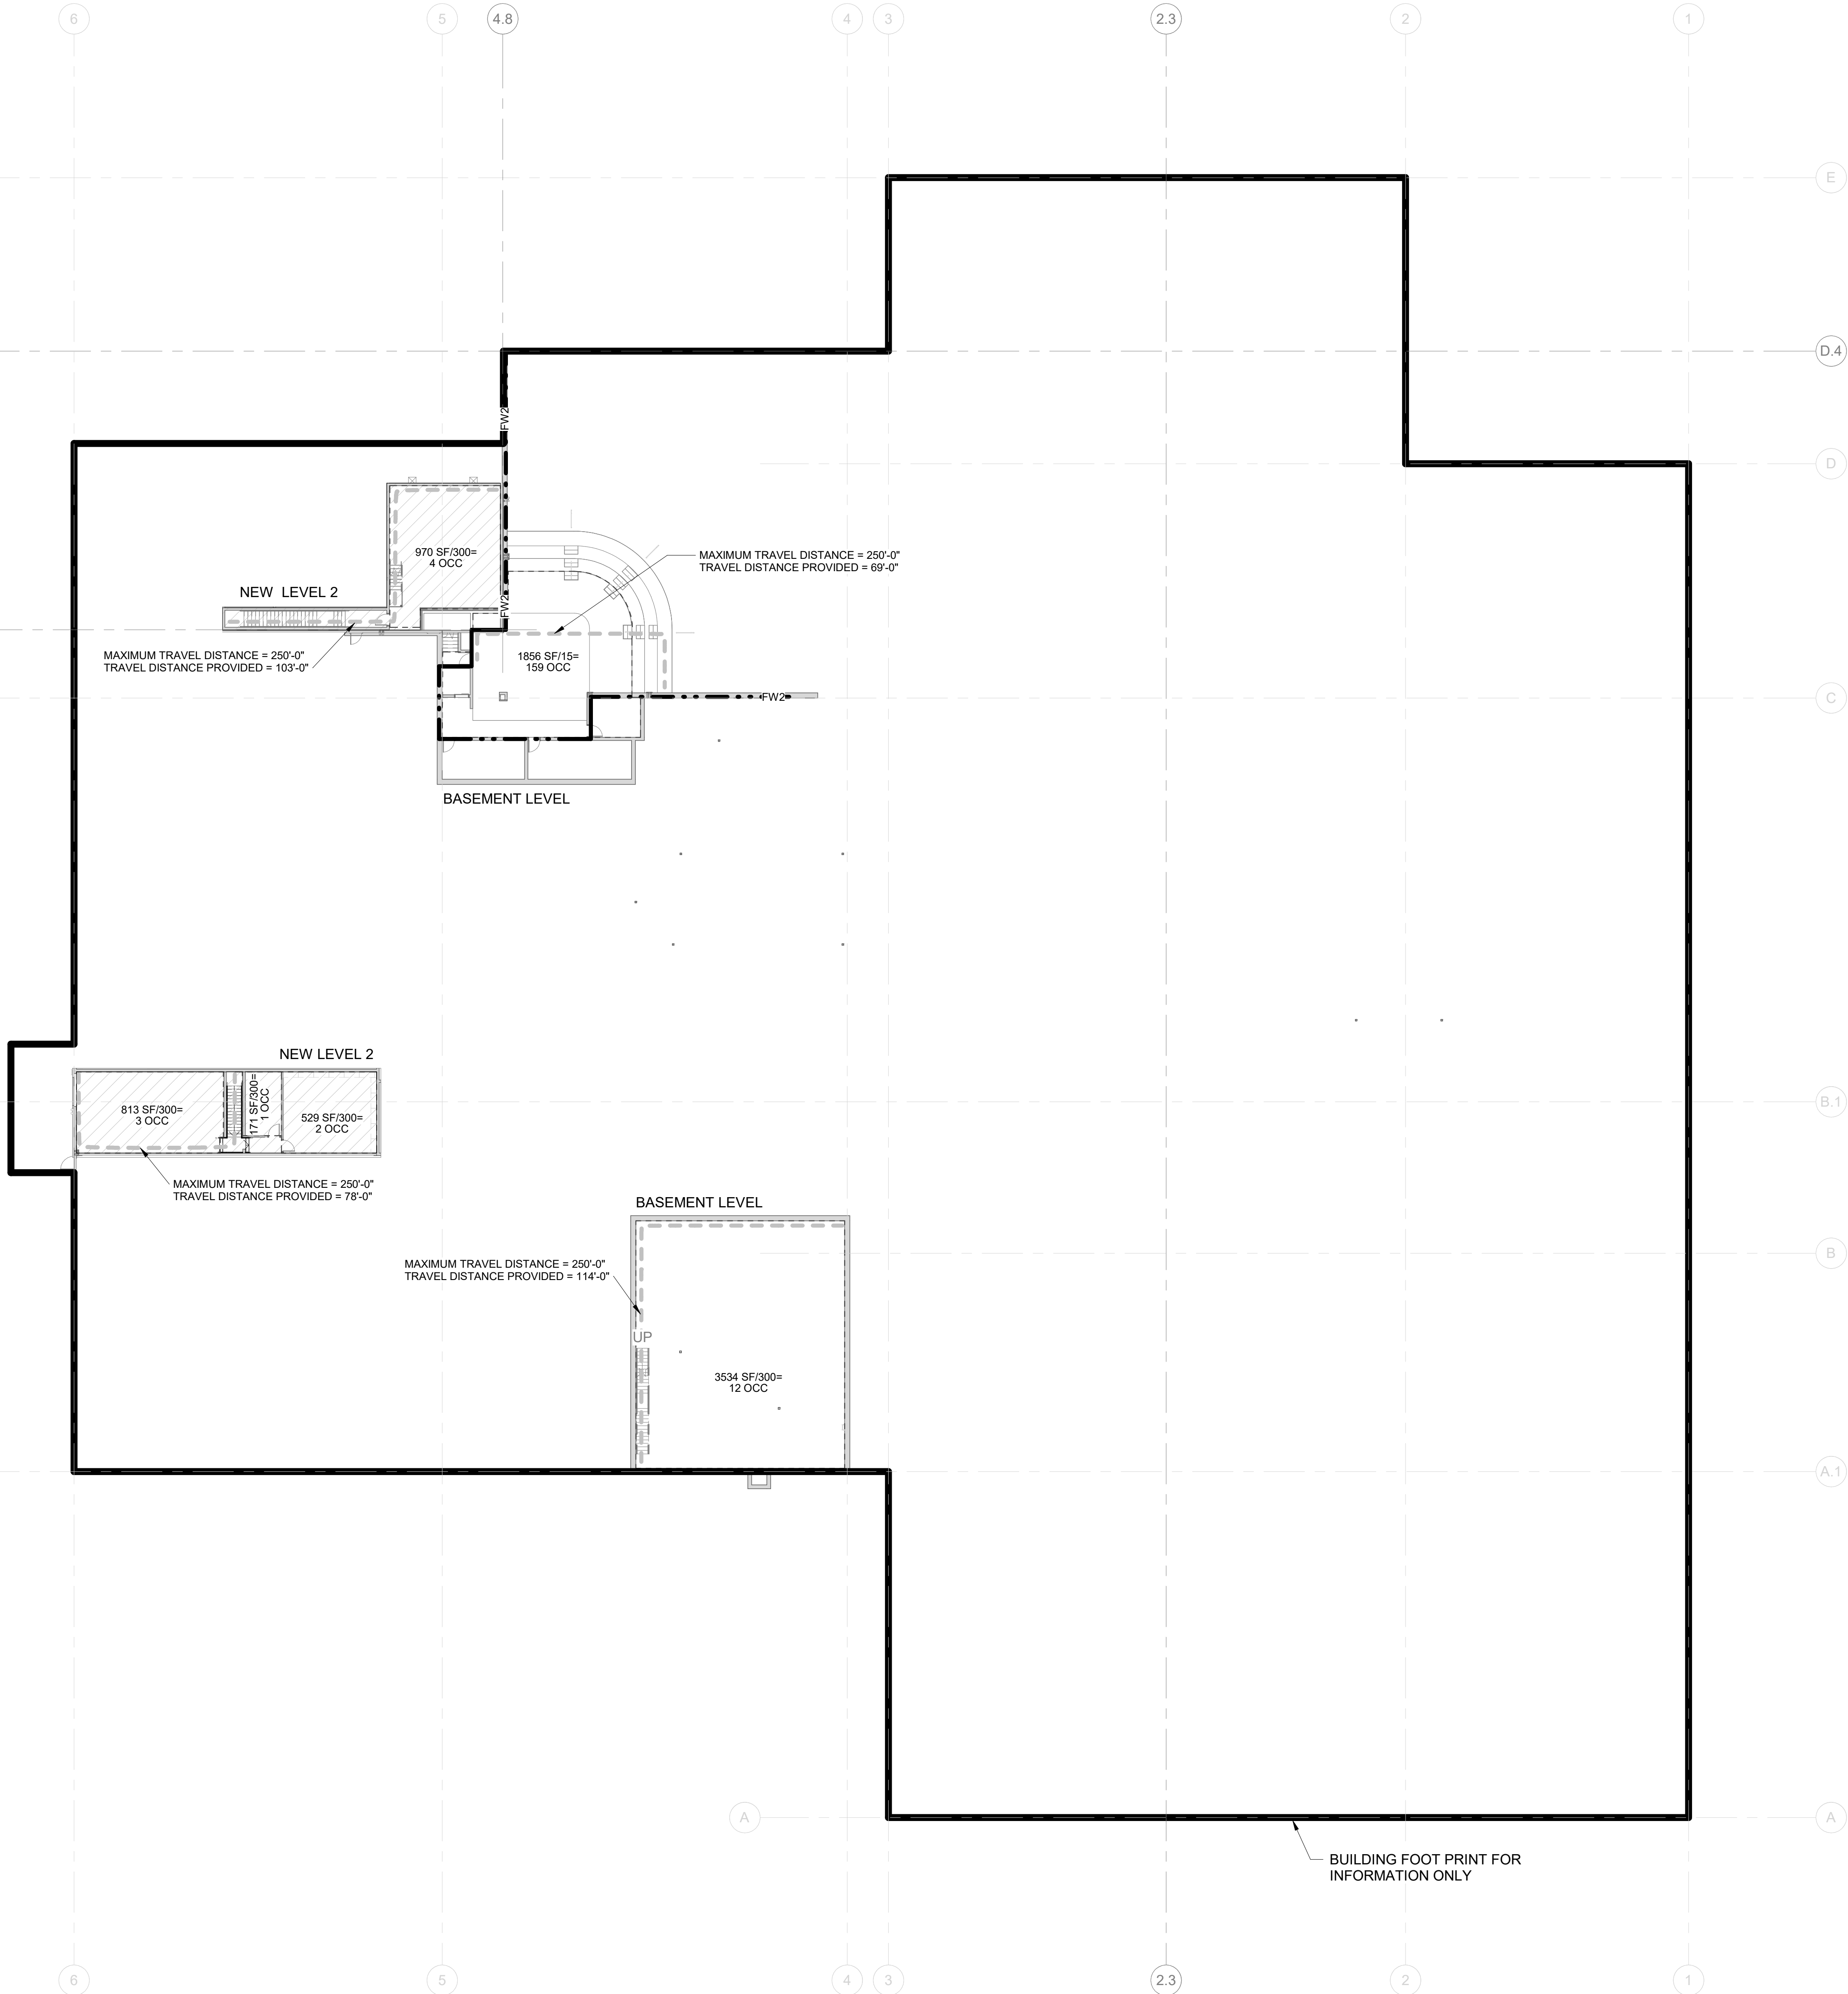 6
5
4.8
4
3
2.3
2
1
E
D.4
FW2
D
970 SF/300=
4 OCC
MAXIMUM TRAVEL DISTANCE = 250'-0"
TRAVEL DISTANCE PROVIDED = 69'-0"
NEW LEVEL 2
FW2
MAXIMUM TRAVEL DISTANCE = 250'-0"
TRAVEL DISTANCE PROVIDED = 103'-0"
1856 SF/15=
159 OCC
FW2
C
BASEMENT LEVEL
NEW LEVEL 2
813 SF/300=
3 OCC
171 SF/300=
1 OCC
529 SF/300=
2 OCC
B.1
MAXIMUM TRAVEL DISTANCE = 250'-0"
TRAVEL DISTANCE PROVIDED = 78'-0"
BASEMENT LEVEL
B
MAXIMUM TRAVEL DISTANCE = 250'-0"
TRAVEL DISTANCE PROVIDED = 114'-0"
UP
3534 SF/300=
12 OCC
A.1
A
A
BUILDING FOOT PRINT FOR
INFORMATION ONLY
6
5
4
3
2.3
2
1